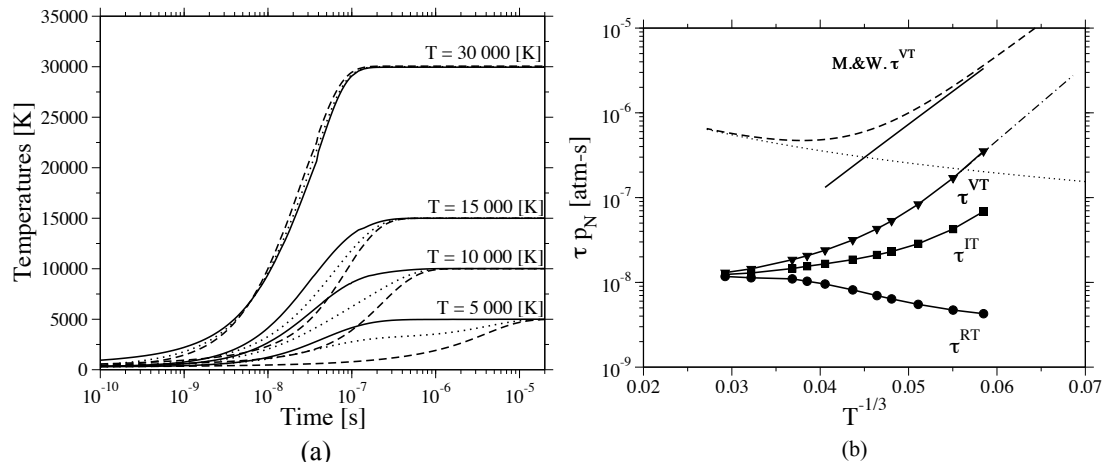 35000
30000
25000
20000
15000
10000
5000
0
Temperatures [K]
T = 30 000 [K]
T = 15 000 [K]
T = 10 000 [K]
T = 5 000 [K]
10⁻¹⁰ 10⁻⁹ 10⁻⁸ 10⁻⁷ 10⁻⁶ 10⁻⁵
Time [s]
(a)
τ p_N [atm-s]
10⁻⁵
10⁻⁶
10⁻⁷
10⁻⁸
10⁻⁹
M.&W. τ^VT
τ^VT
τ^IT
τ^RT
0.02 0.03 0.04 0.05 0.06 0.07
T^-1/3
(b)